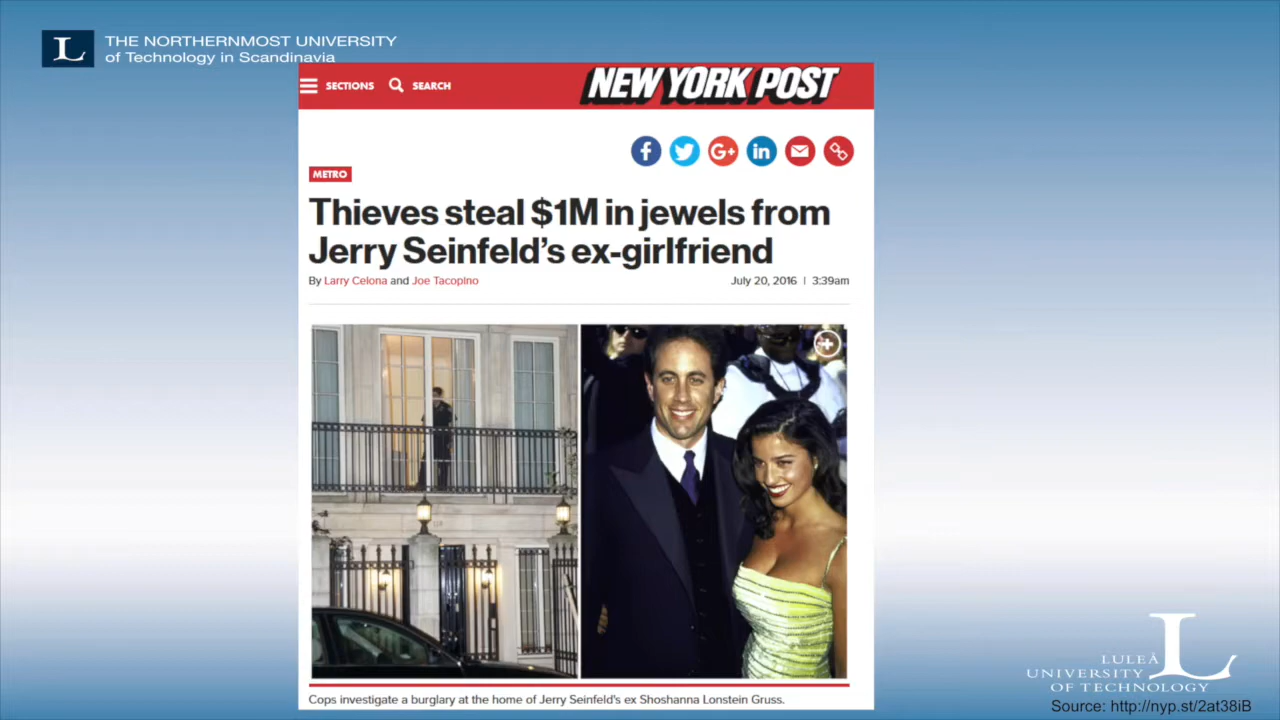 L THE NORTHERNMOST UNIVERSITY
of Technology in Scandinavia
SECTIONS SEARCH NEW YORK POST
f G+ in
METRO
Thieves steal $1M in jewels from
Jerry Seinfeld's ex-girlfriend
By Larry Celona and Joe Tacopino July 20, 2016 | 3:39am
Cops investigate a burglary at the home of Jerry Seinfeld's ex Shoshanna Lonstein Gruss.
L
LULEÅ
UNIVERSITY
OF TECHNOLOGY
Source: http://nyp.st/2at38iB